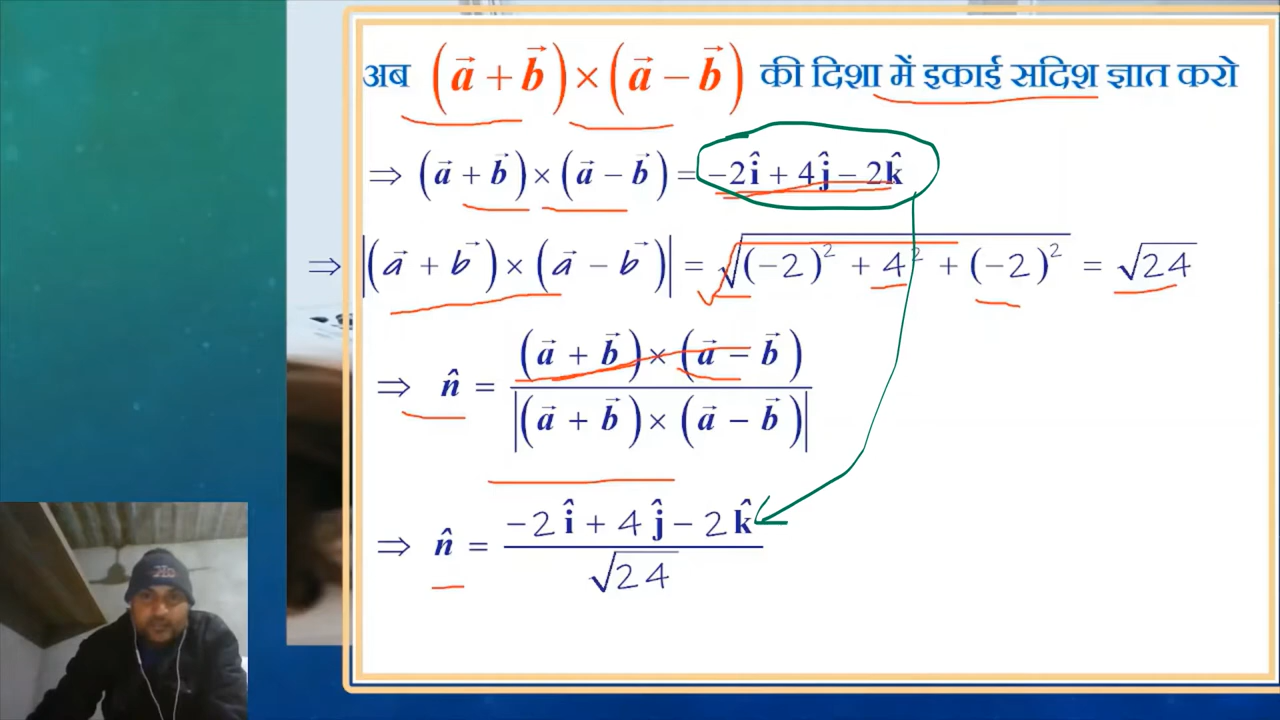 अब (a⃗ + b⃗) × (a⃗ − b⃗) की दिशा में इकाई सदिश ज्ञात करो
⇒ (a⃗ + b⃗) × (a⃗ − b⃗) = −2î + 4ĵ − 2k̂
⇒ |(a⃗ + b⃗) × (a⃗ − b⃗)| = √((−2)² + 4² + (−2)²) = √24
⇒ n̂ = ((a⃗ + b⃗) × (a⃗ − b⃗)) / |(a⃗ + b⃗) × (a⃗ − b⃗)|
⇒ n̂ = (−2î + 4ĵ − 2k̂) / √24